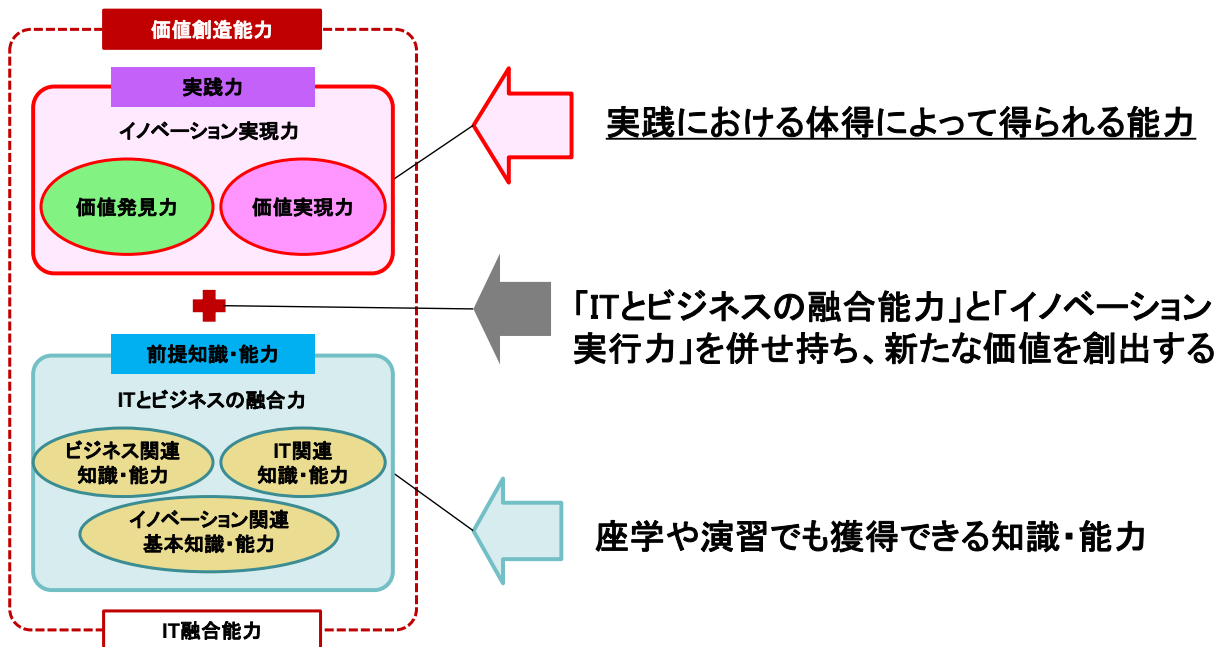 価値創造能力
実践力
イノベーション実現力
価値発見力
価値実現力
実践における体得によって得られる能力
「ITとビジネスの融合能力」と「イノベーション
実行力」を併せ持ち、新たな価値を創出する
前提知識・能力
ITとビジネスの融合力
ビジネス関連
知識・能力
IT関連
知識・能力
イノベーション関連
基本知識・能力
座学や演習でも獲得できる知識・能力
IT融合能力